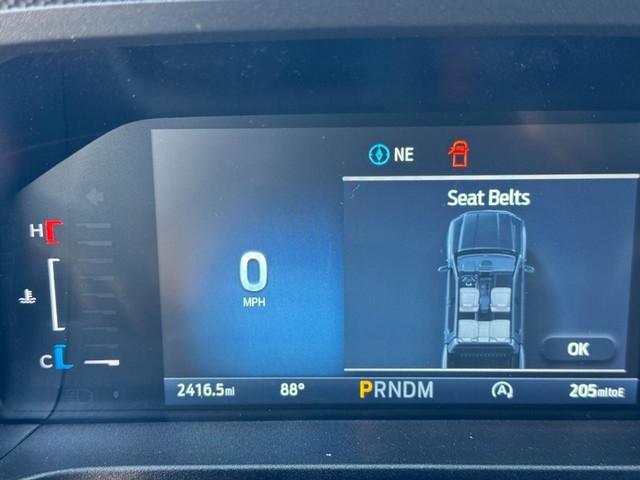 NE
Seat Belts
H
0
MPH
C
OK
2416.5mi 88° PRNDM A 205mitoE